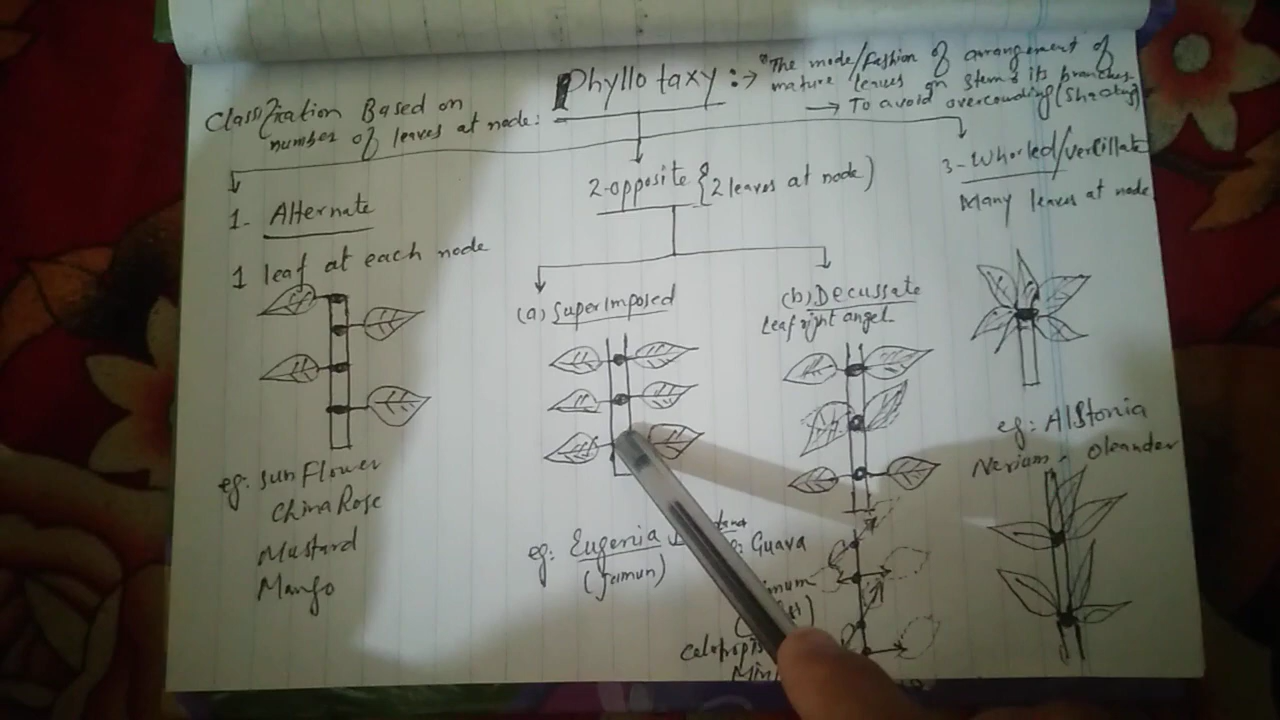 Phyllotaxy :→ "The mode/fashion of arrangement of
mature leaves on stem & its branches
→ To avoid overcouding (Shading)
Classification Based on
number of leaves at node:
1- Alternate
1 leaf at each node
eg: sunFlower
China Rose
Mustard
Mango
2-opposite {2 leaves at node)
(a) Superimposed
eg: Eugenia
(Jamun)
(b) Decussate
Leaf right angel
Guava
3-Whorled/verticillate
Many leaves at node
eg: Alstonia
Nerium - Oleander